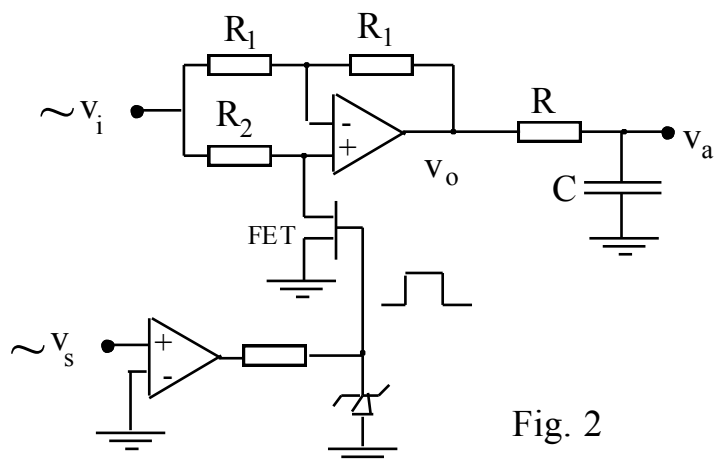 R1 R1
~ vi
R2
-
+
R
va
vo
C
FET
~ vs
+
-
Fig. 2